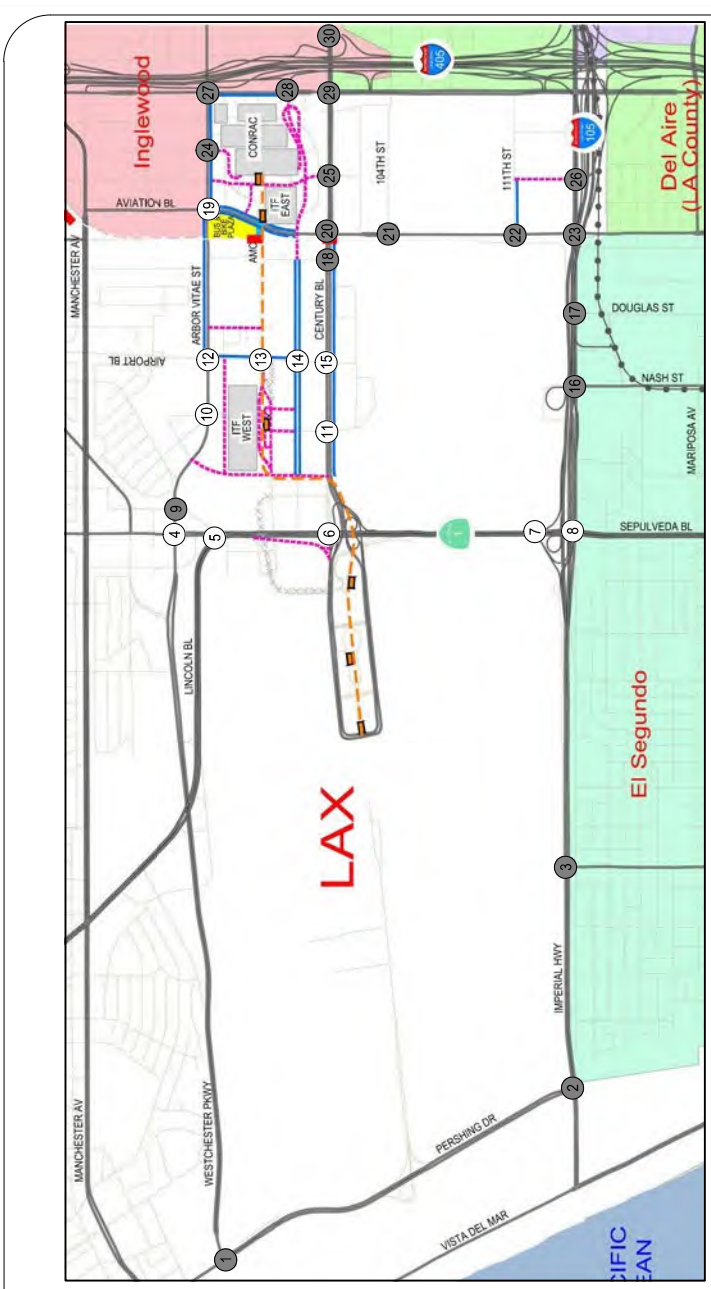 MANCHESTER AV
MANCHESTER AV
Inglewood
AVIATION BL
AIRPORT BL
WESTCHESTER PKWY
LINCOLN BL
ARBOR VITAE ST
1
4
9
5
10
12
19
24
27
BUS &
BIKE
PLAZA
AMC
ITF
WEST
ITF
EAST
CONRAC
13
14
28
LAX
6
11
15
18
20
25
29
30
CENTURY BL
104TH ST
21
405
1
PERSHING DR
VISTA DEL MAR
111TH ST
22
IMPERIAL HWY
2
3
7
8
16
17
23
26
105
El Segundo
SEPULVEDA BL
NASH ST
DOUGLAS ST
MARIPOSA AV
Del Aire
(LA County)
CIFIC
EAN